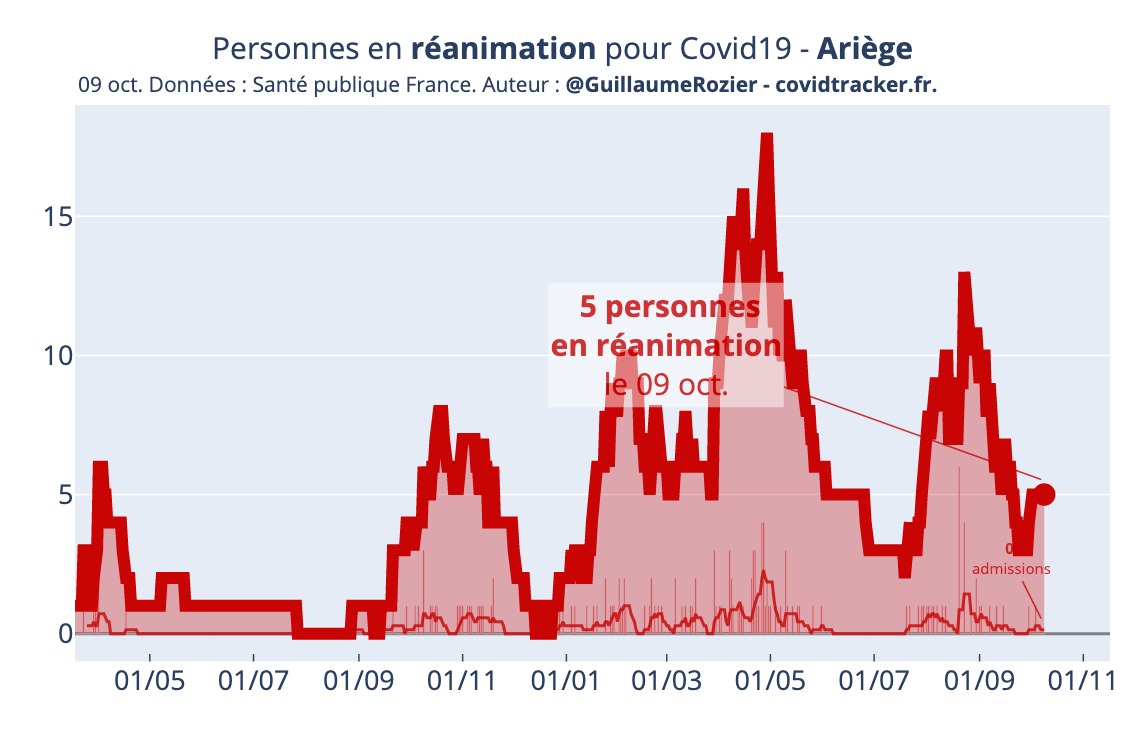 Personnes en réanimation pour Covid19 - Ariège
09 oct. Données : Santé publique France. Auteur : @GuillaumeRozier - covidtracker.fr.
15
10
5
0
5 personnes
en réanimation
le 09 oct.
0
admissions
01/05
01/07
01/09
01/11
01/01
01/03
01/05
01/07
01/09
01/11